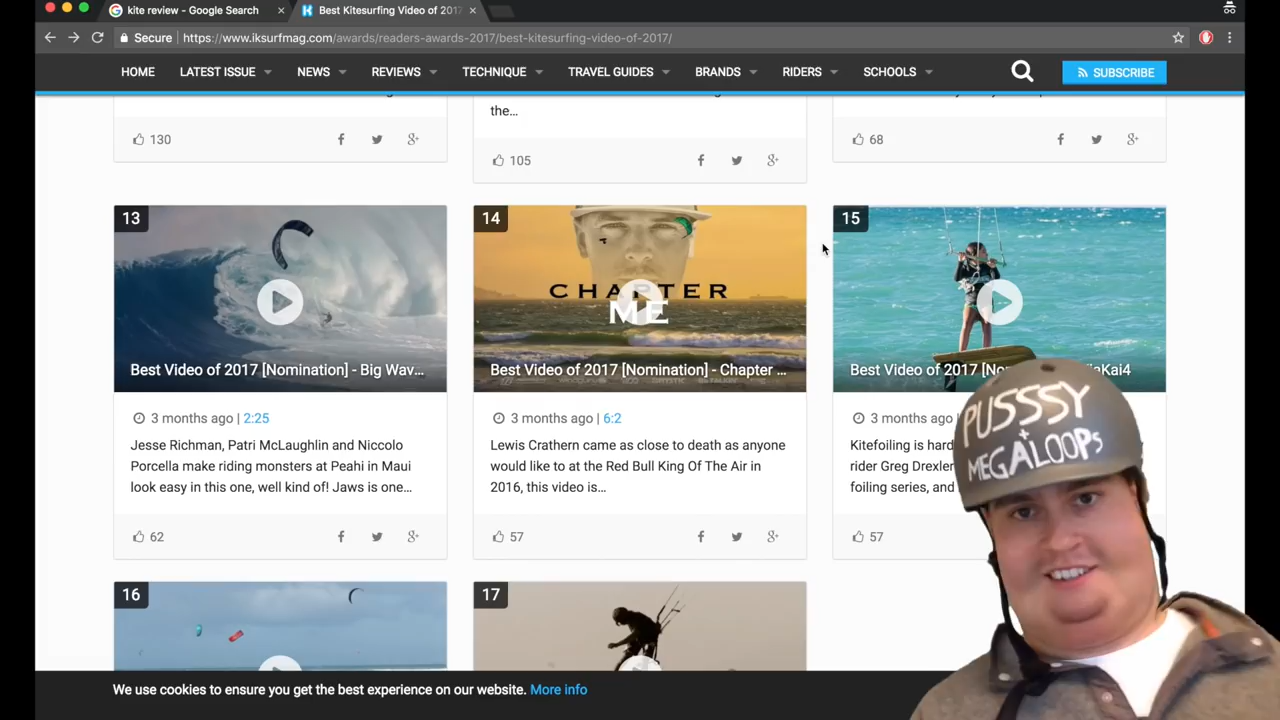 kite review - Google Search
Best Kitesurfing Video of 2017
Secure
https://www.iksurfmag.com/awards/readers-awards-2017/best-kitesurfing-video-of-2017/
HOME LATEST ISSUE NEWS REVIEWS TECHNIQUE TRAVEL GUIDES BRANDS RIDERS SCHOOLS SUBSCRIBE
the...
130
105
68
13
14
15
CHAPTER
ME
Best Video of 2017 [Nomination] - Big Wav...
Best Video of 2017 [Nomination] - Chapter ...
Best Video of 2017 [No
Kai4
3 months ago | 2:25
3 months ago | 6:2
3 months ago
Jesse Richman, Patri McLaughlin and Niccolo
Porcella make riding monsters at Peahi in Maui
look easy in this one, well kind of! Jaws is one...
Lewis Crathern came as close to death as anyone
would like to at the Red Bull King Of The Air in
2016, this video is...
Kitefoiling is hard
rider Greg Drexler
foiling series, and
PUSSSY
+
MEGALOOPs
62
57
57
16
17
We use cookies to ensure you get the best experience on our website. More info